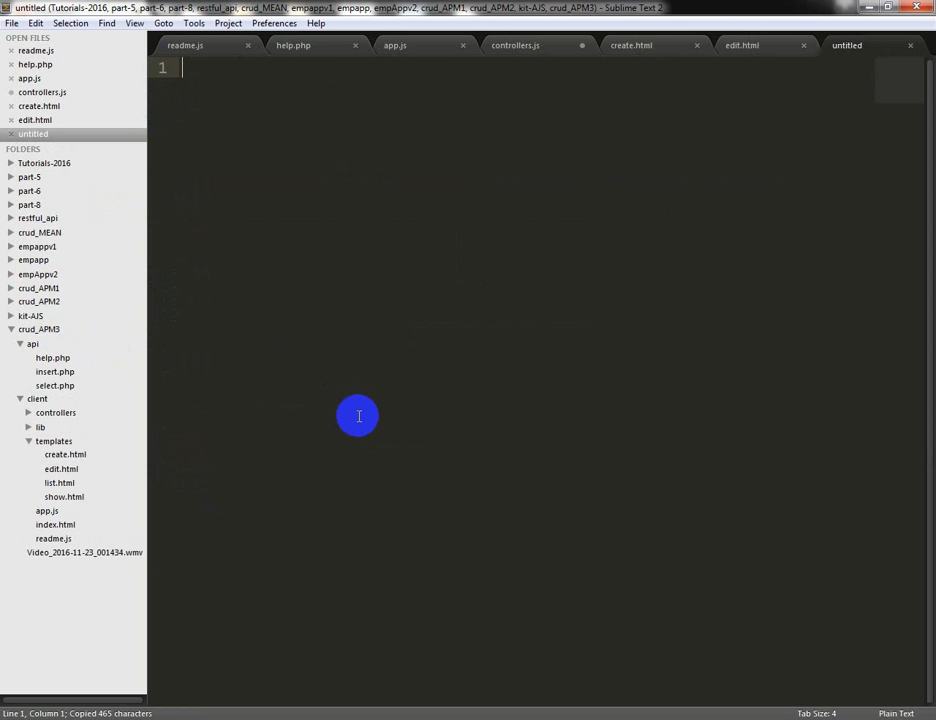 untitled (Tutorials-2016, part-5, part-6, part-8, restful_api, crud_MEAN, empappv1, empapp, empAppv2, crud_APM1, crud_APM2, kit-AJS, crud_APM3) - Sublime Text 2
File Edit Selection Find View Goto Tools Project Preferences Help
OPEN FILES
readme.js
help.php
app.js
controllers.js
create.html
edit.html
untitled
FOLDERS
Tutorials-2016
part-5
part-6
part-8
restful_api
crud_MEAN
empappv1
empapp
empAppv2
crud_APM1
crud_APM2
kit-AJS
crud_APM3
api
help.php
insert.php
select.php
client
controllers
lib
templates
create.html
edit.html
list.html
show.html
app.js
index.html
readme.js
Video_2016-11-23_001434.wmv
readme.js help.php app.js controllers.js create.html edit.html untitled
1
Line 1, Column 1; Copied 465 characters Tab Size: 4 Plain Text